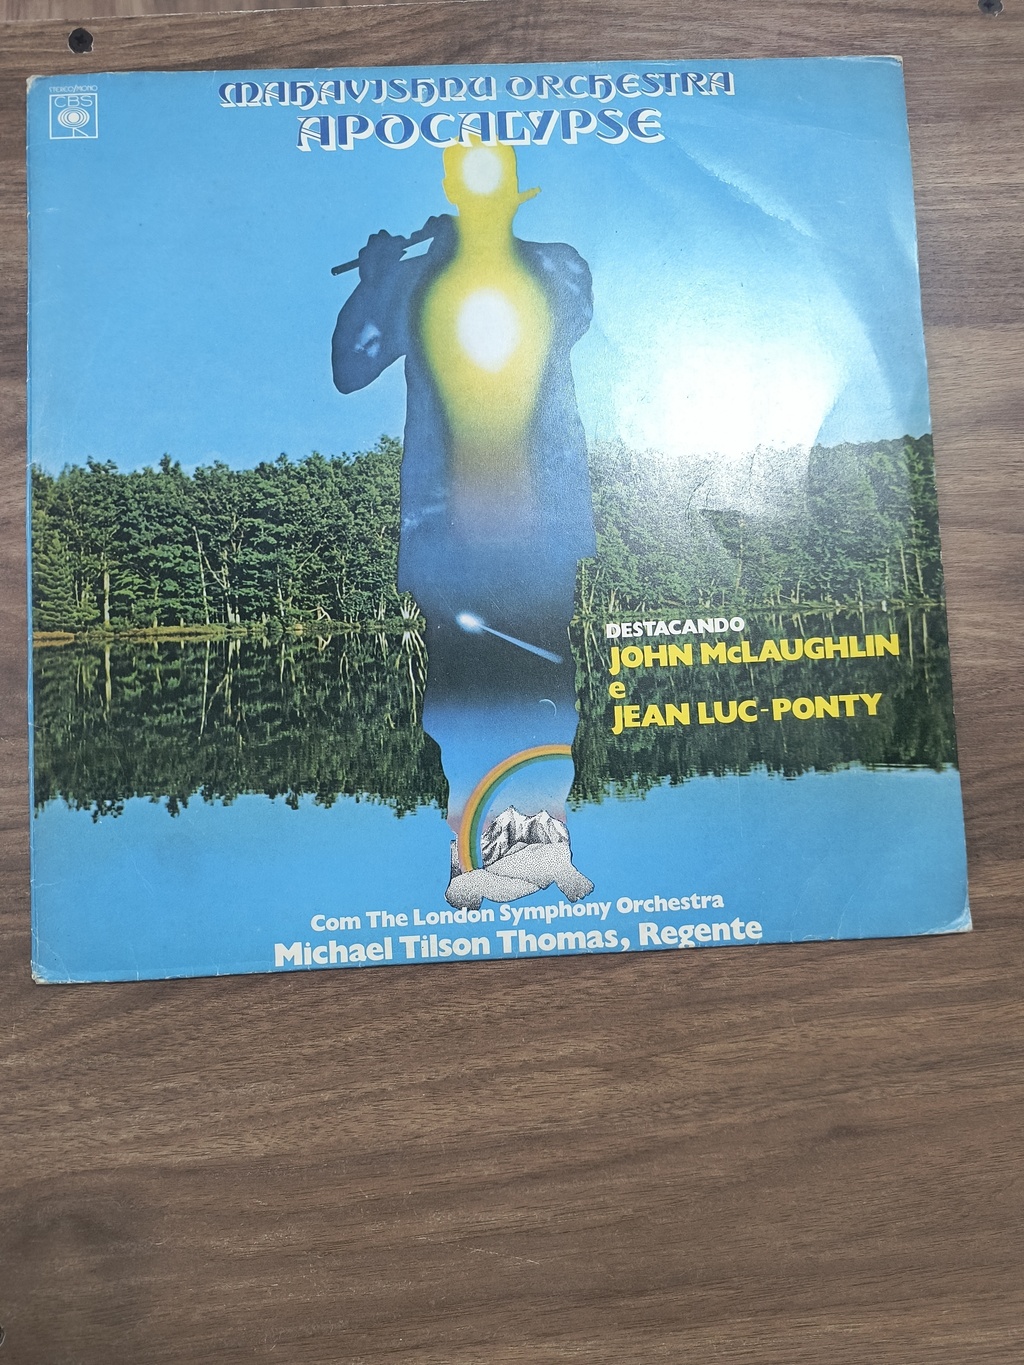 STEREO/MONO
CBS
MAHAVISHNU ORCHESTRA
APOCALYPSE
DESTACANDO
JOHN McLAUGHLIN
e
JEAN LUC-PONTY
Com The London Symphony Orchestra
Michael Tilson Thomas, Regente